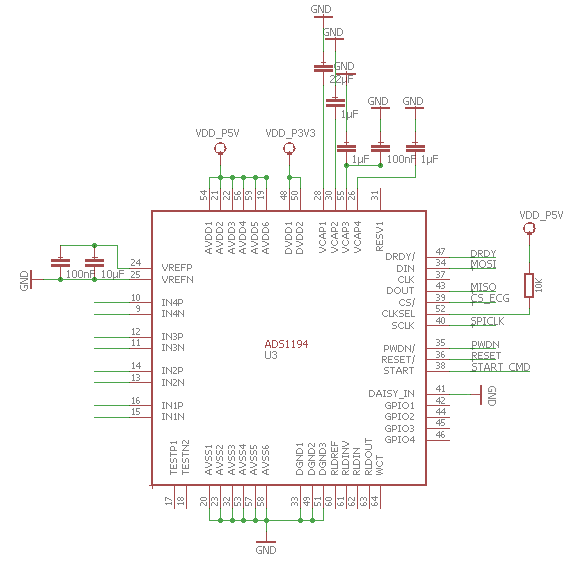 GND
GND
GND
22µF
GND
GND
1µF
VDD_P5V
VDD_P3V3
1µF
100nF
1µF
54
21
22
56
59
19
48
50
28
30
55
26
31
AVDD1
AVDD2
AVDD3
AVDD4
AVDD5
AVDD6
DVDD1
DVDD2
VCAP1
VCAP2
VCAP3
VCAP4
RESV1
VDD_P5V
GND
100nF
10µF
24
VREFP
25
VREFN
10
IN4P
9
IN4N
12
IN3P
11
IN3N
14
IN2P
13
IN2N
16
IN1P
15
IN1N
ADS1194
U3
DRDY/
47
DRDY
DIN
34
MOSI
CLK
37
DOUT
43
MISO
CS/
39
CS_ECG
CLKSEL
52
SCLK
40
SPICLK
10K
PWDN/
35
PWDN
RESET/
36
RESET
START
38
START_CMD
DAISY_IN
41
GND
GPIO1
42
GPIO2
44
GPIO3
45
GPIO4
46
TESTP1
TESTN2
AVSS1
AVSS2
AVSS3
AVSS4
AVSS5
AVSS6
DGND1
DGND2
DGND3
RLDREF
RLDINV
RLDIN
RLDOUT
WCT
17
18
20
23
32
53
57
58
33
49
51
60
61
62
63
64
GND